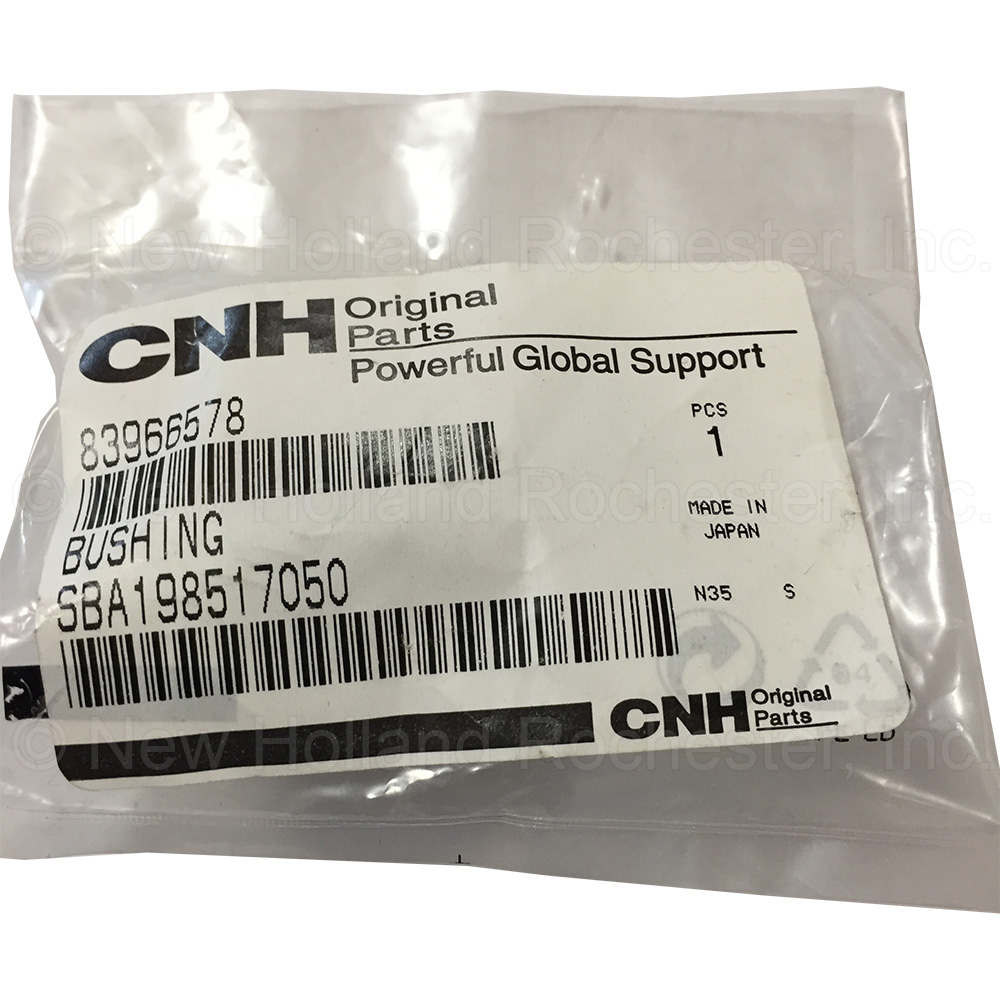 © New Holland Rochester, Inc.
CNH Original
Parts
Powerful Global Support
83966578
PCS
1
© New Holland Rochester, Inc.
BUSHING
MADE IN
JAPAN
SBA198517050
N35 S
04
CNH Original
Parts
© New Holland Rochester, Inc.